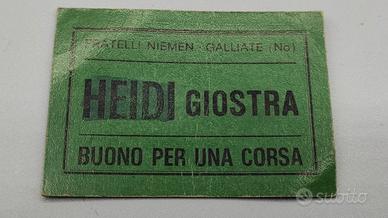 FRATELLI NIEMEN - GALLIATE (No)
HEIDI GIOSTRA
BUONO PER UNA CORSA
subito